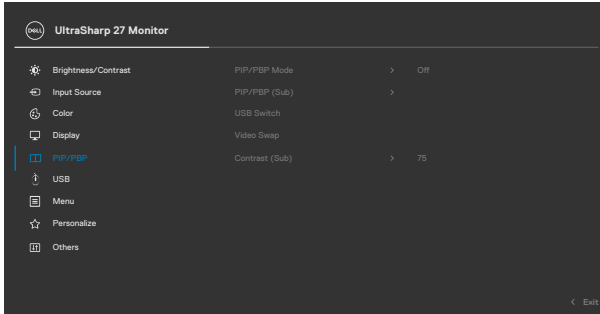 DELL UltraSharp 27 Monitor
Brightness/Contrast PIP/PBP Mode > Off
Input Source PIP/PBP (Sub) >
Color USB Switch
Display Video Swap
PIP/PBP Contrast (Sub) > 75
USB
Menu
Personalize
Others
< Exit